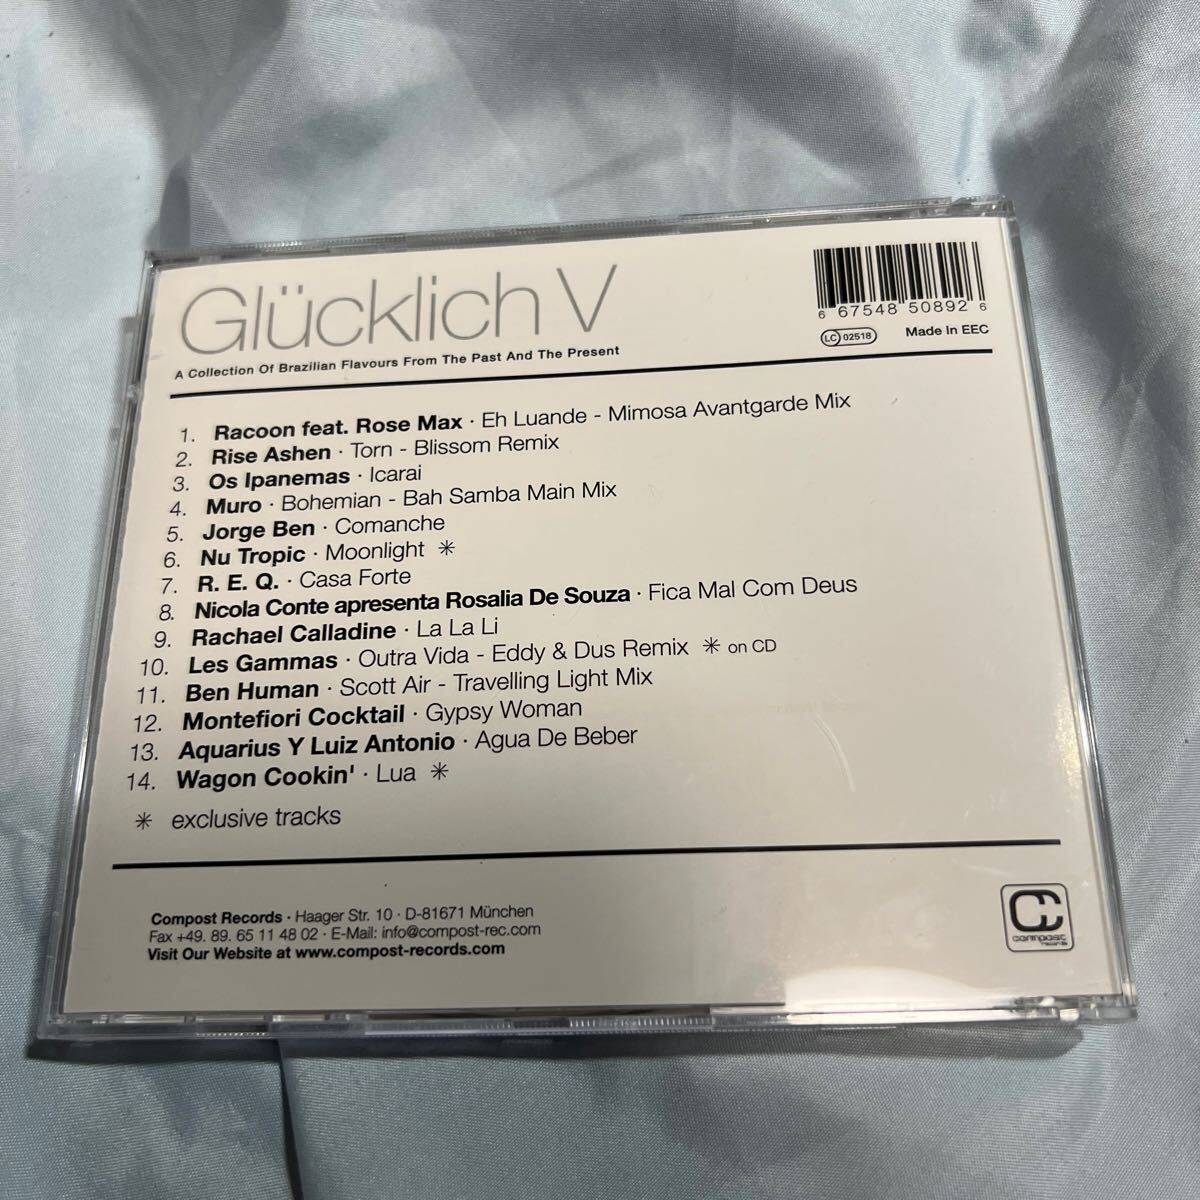 Glücklich V
A Collection Of Brazilian Flavours From The Past And The Present
6 67548 50892 6
LC 02518
Made In EEC
1. Racoon feat. Rose Max · Eh Luande - Mimosa Avantgarde Mix
2. Rise Ashen · Torn - Blissom Remix
3. Os Ipanemas · Icarai
4. Muro · Bohemian - Bah Samba Main Mix
5. Jorge Ben · Comanche
6. Nu Tropic · Moonlight ✳
7. R. E. Q. · Casa Forte
8. Nicola Conte apresenta Rosalia De Souza · Fica Mal Com Deus
9. Rachael Calladine · La La Li
10. Les Gammas · Outra Vida - Eddy & Dus Remix ✳ on CD
11. Ben Human · Scott Air - Travelling Light Mix
12. Montefiori Cocktail · Gypsy Woman
13. Aquarius Y Luiz Antonio · Agua De Beber
14. Wagon Cookin' · Lua ✳
✳ exclusive tracks
Compost Records · Haager Str. 10 · D-81671 München
Fax +49. 89. 65 11 48 02 · E-Mail: info@compost-rec.com
Visit Our Website at www.compost-records.com
compost
records